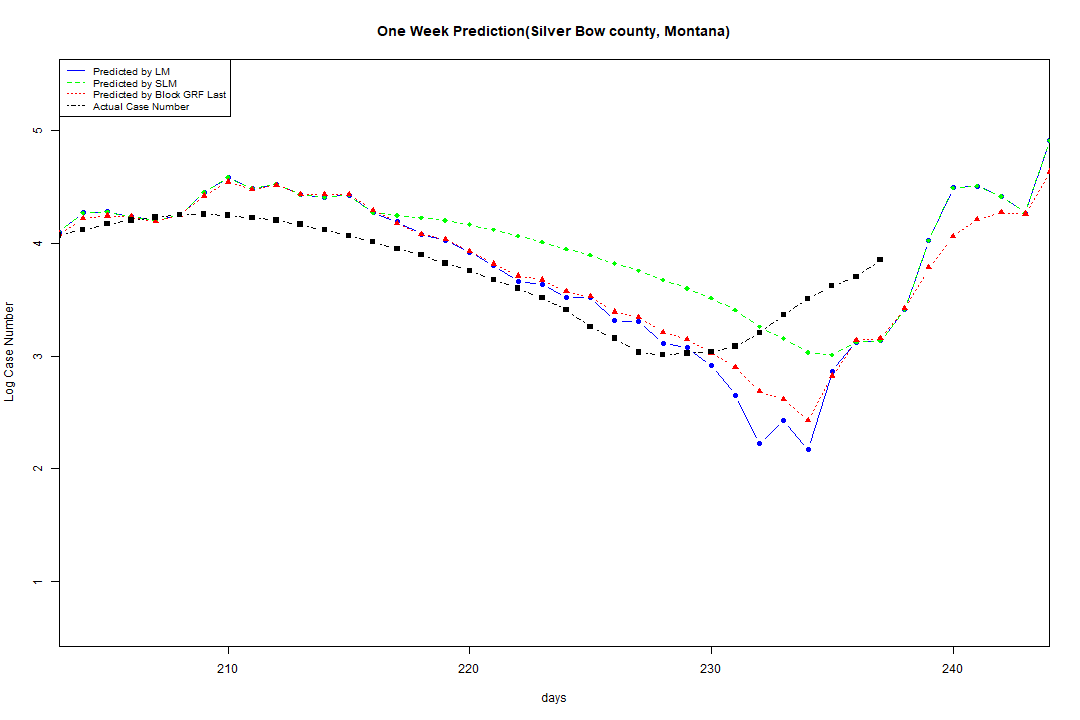 One Week Prediction(Silver Bow county, Montana)
Predicted by LM
Predicted by SLM
Predicted by Block GRF Last
Actual Case Number
5
4
3
2
1
Log Case Number
210 220 230 240
days